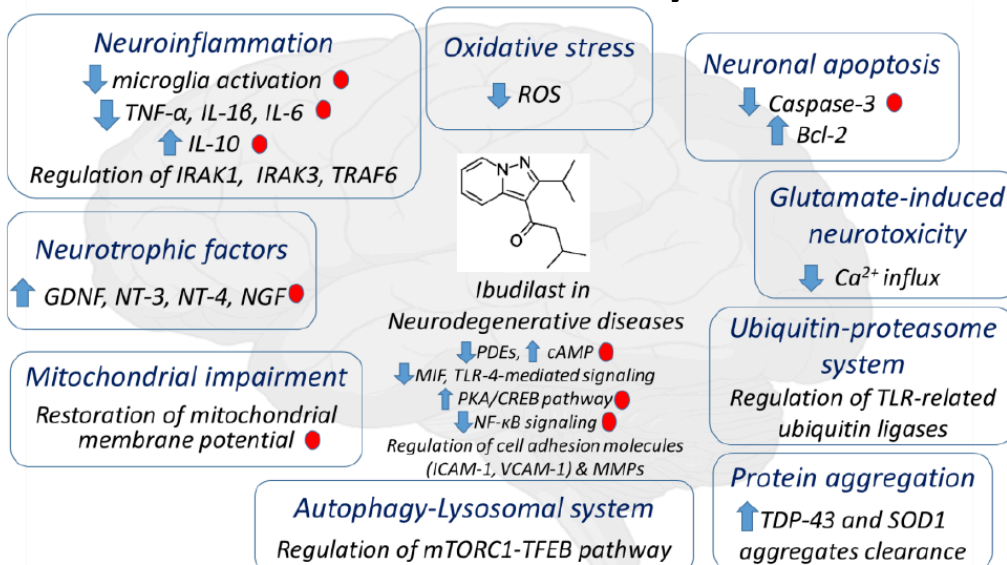 Neuroinflammation
microglia activation
TNF-α, IL-1β, IL-6
IL-10
Regulation of IRAK1, IRAK3, TRAF6
Oxidative stress
ROS
Neuronal apoptosis
Caspase-3
Bcl-2
N
N
O
Glutamate-induced
neurotoxicity
Ca²⁺ influx
Neurotrophic factors
GDNF, NT-3, NT-4, NGF
Ibudilast in
Neurodegenerative diseases
PDEs, cAMP
MIF, TLR-4-mediated signaling
PKA/CREB pathway
NF-κB signaling
Regulation of cell adhesion molecules
(ICAM-1, VCAM-1) & MMPs
Ubiquitin-proteasome
system
Regulation of TLR-related
ubiquitin ligases
Mitochondrial impairment
Restoration of mitochondrial
membrane potential
Autophagy-Lysosomal system
Regulation of mTORC1-TFEB pathway
Protein aggregation
TDP-43 and SOD1
aggregates clearance